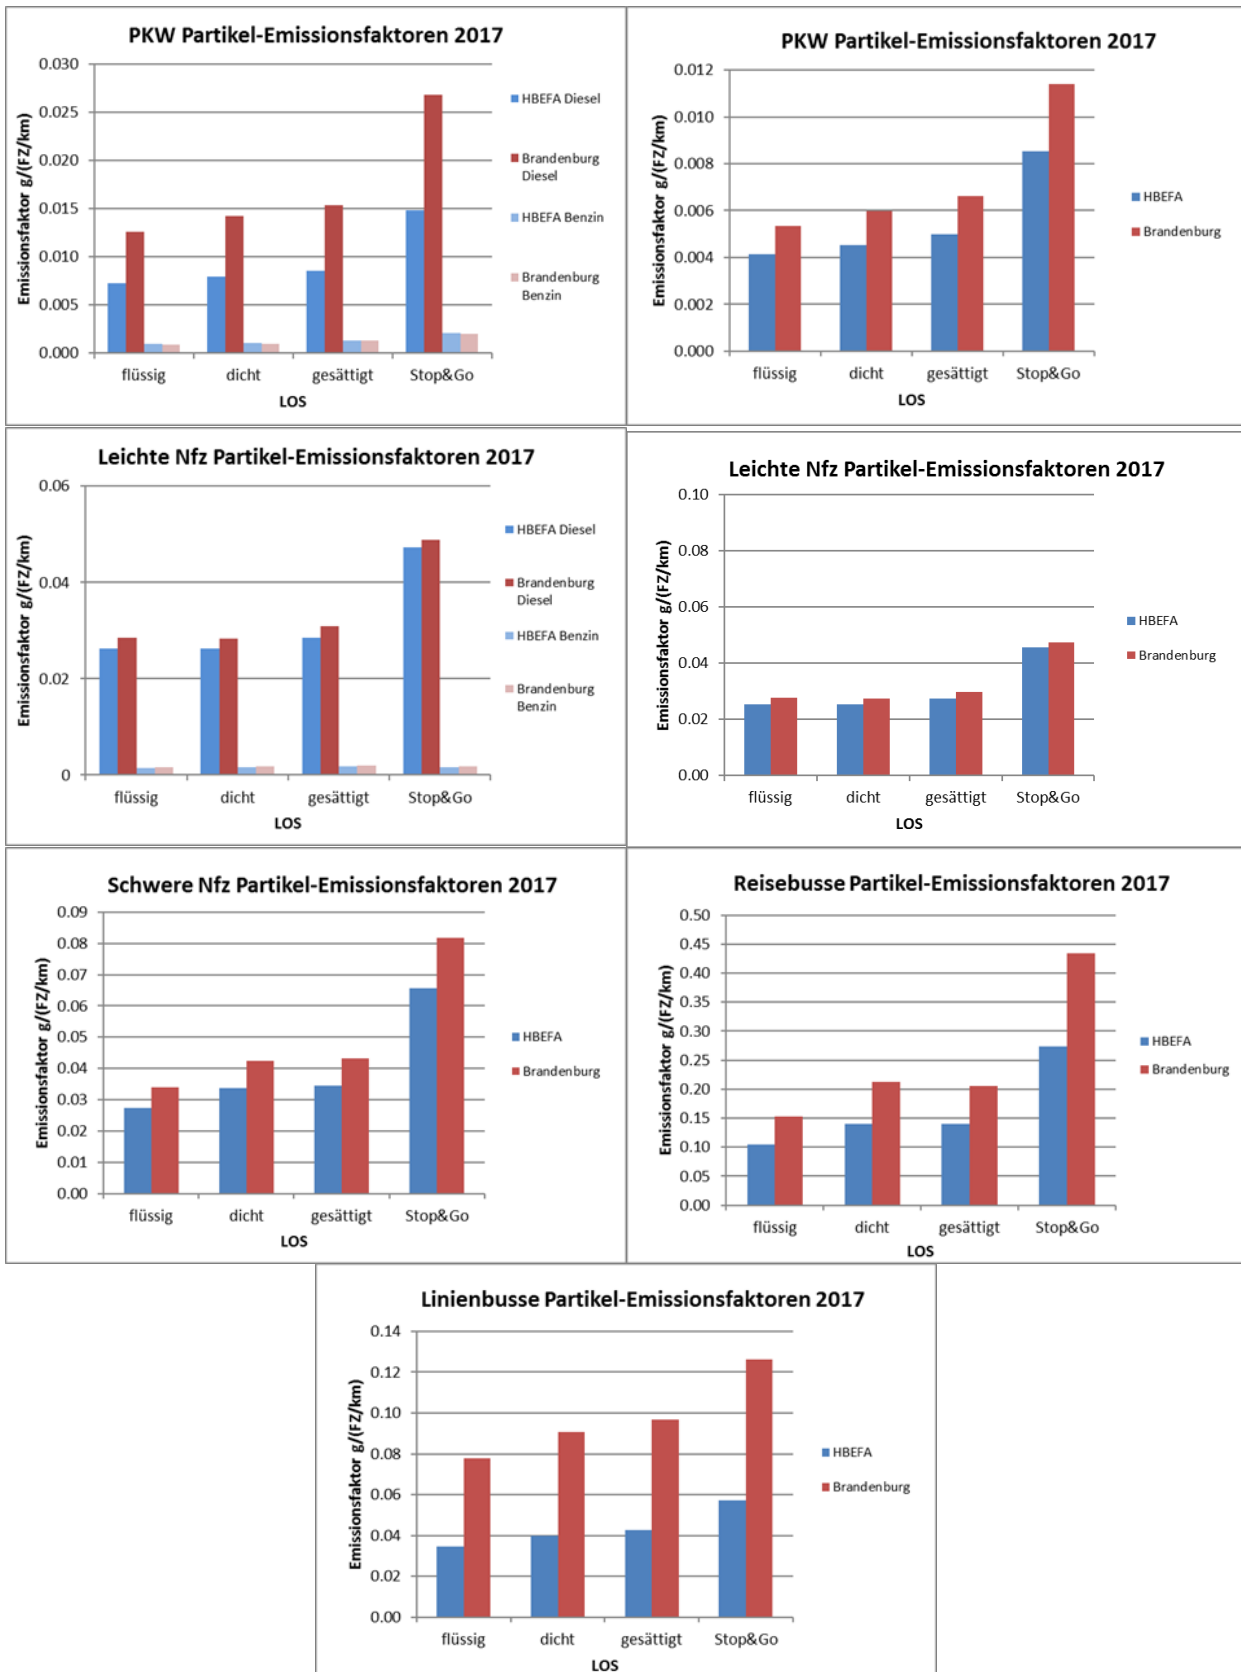 PKW Partikel-Emissionsfaktoren 2017
Emissionsfaktor g/(FZ/km)
0.030
0.025
0.020
0.015
0.010
0.005
0.000
flüssig dicht gesättigt Stop&Go
LOS
HBEFA Diesel
Brandenburg
Diesel
HBEFA Benzin
Brandenburg
Benzin
PKW Partikel-Emissionsfaktoren 2017
Emissionsfaktor g/(FZ/km)
0.012
0.010
0.008
0.006
0.004
0.002
0.000
flüssig dicht gesättigt Stop&Go
LOS
HBEFA
Brandenburg
Leichte Nfz Partikel-Emissionsfaktoren 2017
Emissionsfaktor g/(FZ/km)
0.06
0.04
0.02
0
flüssig dicht gesättigt Stop&Go
LOS
HBEFA Diesel
Brandenburg
Diesel
HBEFA Benzin
Brandenburg
Benzin
Leichte Nfz Partikel-Emissionsfaktoren 2017
Emissionsfaktor g/(FZ/km)
0.10
0.08
0.06
0.04
0.02
0.00
flüssig dicht gesättigt Stop&Go
LOS
HBEFA
Brandenburg
Schwere Nfz Partikel-Emissionsfaktoren 2017
Emissionsfaktor g/(FZ/km)
0.09
0.08
0.07
0.06
0.05
0.04
0.03
0.02
0.01
0.00
flüssig dicht gesättigt Stop&Go
LOS
HBEFA
Brandenburg
Reisebusse Partikel-Emissionsfaktoren 2017
Emissionsfaktor g/(FZ/km)
0.50
0.45
0.40
0.35
0.30
0.25
0.20
0.15
0.10
0.05
0.00
flüssig dicht gesättigt Stop&Go
LOS
HBEFA
Brandenburg
Linienbusse Partikel-Emissionsfaktoren 2017
Emissionsfaktor g/(FZ/km)
0.14
0.12
0.10
0.08
0.06
0.04
0.02
0.00
flüssig dicht gesättigt Stop&Go
LOS
HBEFA
Brandenburg